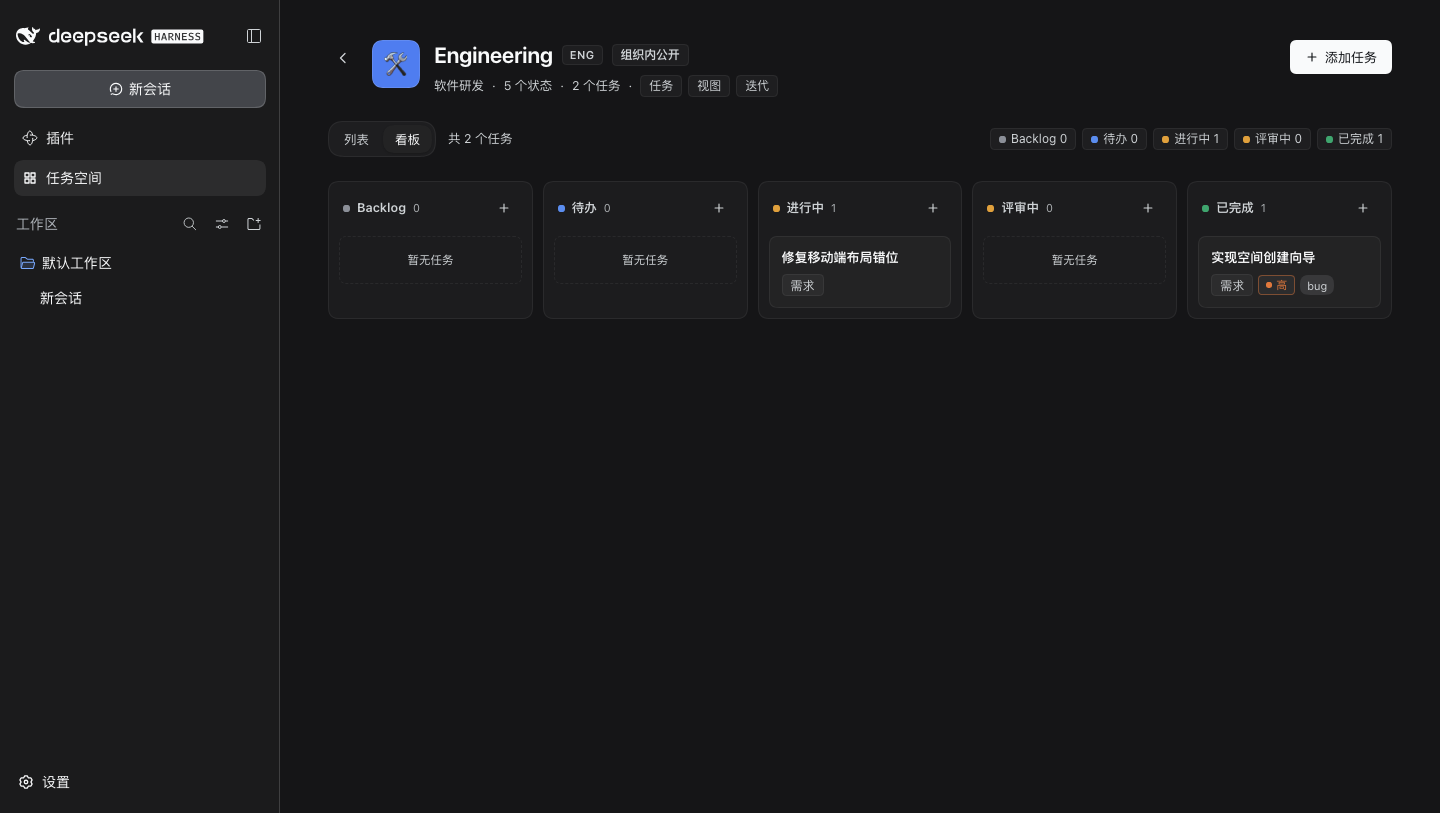 deepseek HARNESS
新会话
插件
任务空间
工作区
默认工作区
新会话
设置
Engineering ENG 组织内公开
软件研发 · 5 个状态 · 2 个任务 · 任务 视图 迭代
+ 添加任务
列表 看板 共 2 个任务
Backlog 0 待办 0 进行中 1 评审中 0 已完成 1
Backlog 0 +
暂无任务
待办 0 +
暂无任务
进行中 1 +
修复移动端布局错位
需求
评审中 0 +
暂无任务
已完成 1 +
实现空间创建向导
需求 高 bug